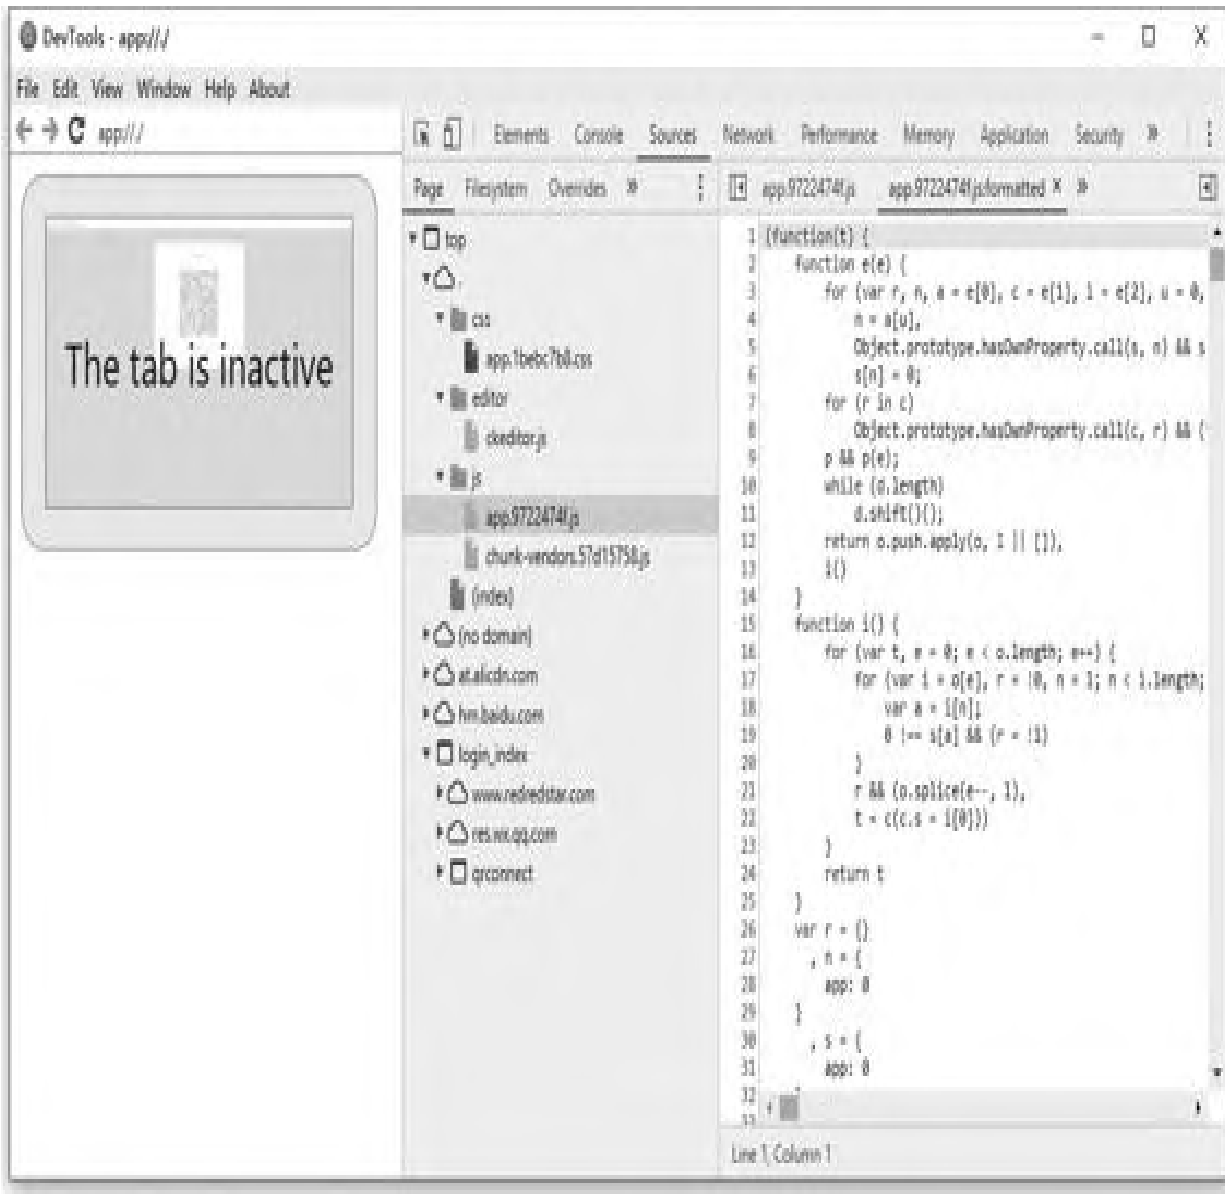 DevTools - app://./
File Edit View Window Help About
app://./
The tab is inactive
Elements Console Sources Network Performance Memory Application Security »
Page Filesystem Overrides »
top
.
css
app.1bebc7b8.css
editor
ckeditor.js
js
app.9722474f.js
chunk-vendors.57d15758.js
(index)
(no domain)
at.alicdn.com
hm.baidu.com
login_index
www.redredstar.com
res.wx.qq.com
qrconnect
app.9722474f.js app.9722474f.js:formatted × »
1 (function(t) {
2 function e(e) {
3 for (var r, n, a = e[0], c = e[1], l = e[2], u = 0,
4 n = a[u],
5 Object.prototype.hasOwnProperty.call(s, n) && s
6 s[n] = 0;
7 for (r in c)
8 Object.prototype.hasOwnProperty.call(c, r) && (
9 p && p(e);
10 while (d.length)
11 d.shift()();
12 return o.push.apply(o, l || []),
13 i()
14 }
15 function i() {
16 for (var t, e = 0; e < o.length; e++) {
17 for (var i = o[e], r = !0, n = 1; n < i.length;
18 var a = i[n];
19 0 !== s[a] && (r = !1)
20 }
21 r && (o.splice(e--, 1),
22 t = c(c.s = i[0]))
23 }
24 return t
25 }
26 var r = {}
27 , n = {
28 app: 0
29 }
30 , s = {
31 app: 0
32
Line 1, Column 1